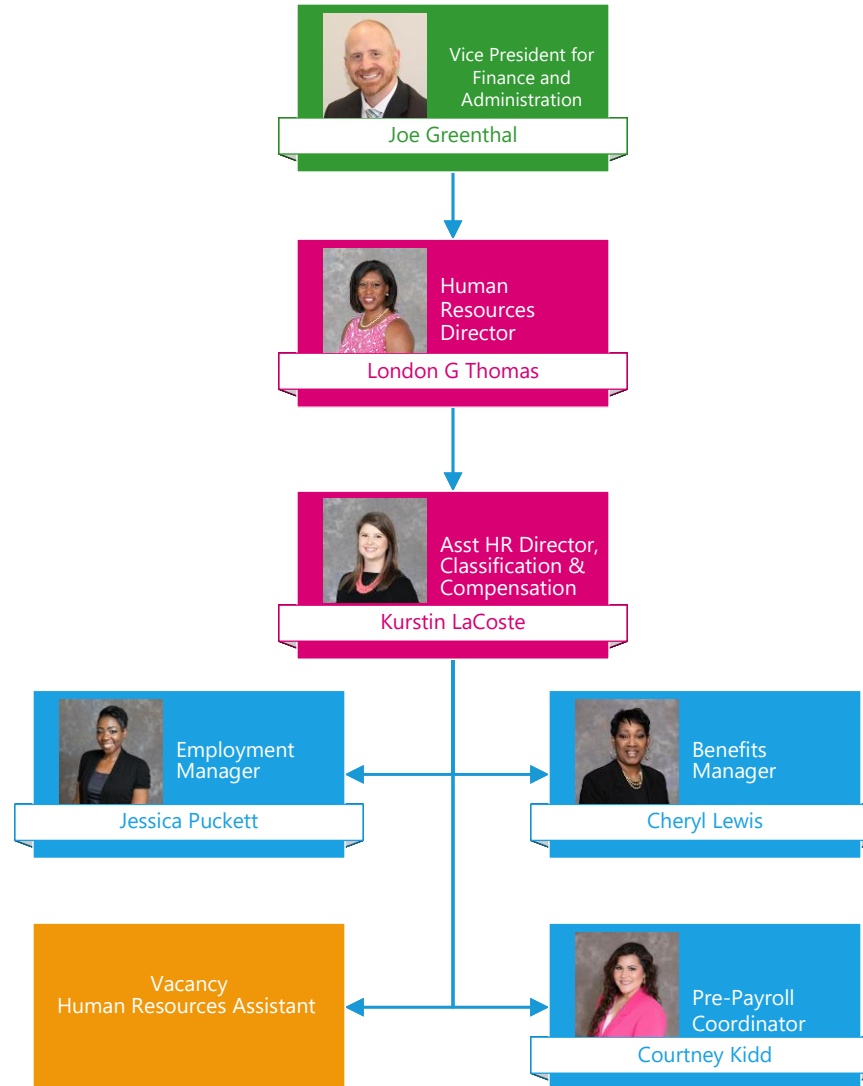 Vice President for
Finance and
Administration
Joe Greenthal
Human
Resources
Director
London G Thomas
Asst HR Director,
Classification &
Compensation
Kurstin LaCoste
Employment
Manager
Jessica Puckett
Benefits
Manager
Cheryl Lewis
Vacancy
Human Resources Assistant
Pre-Payroll
Coordinator
Courtney Kidd